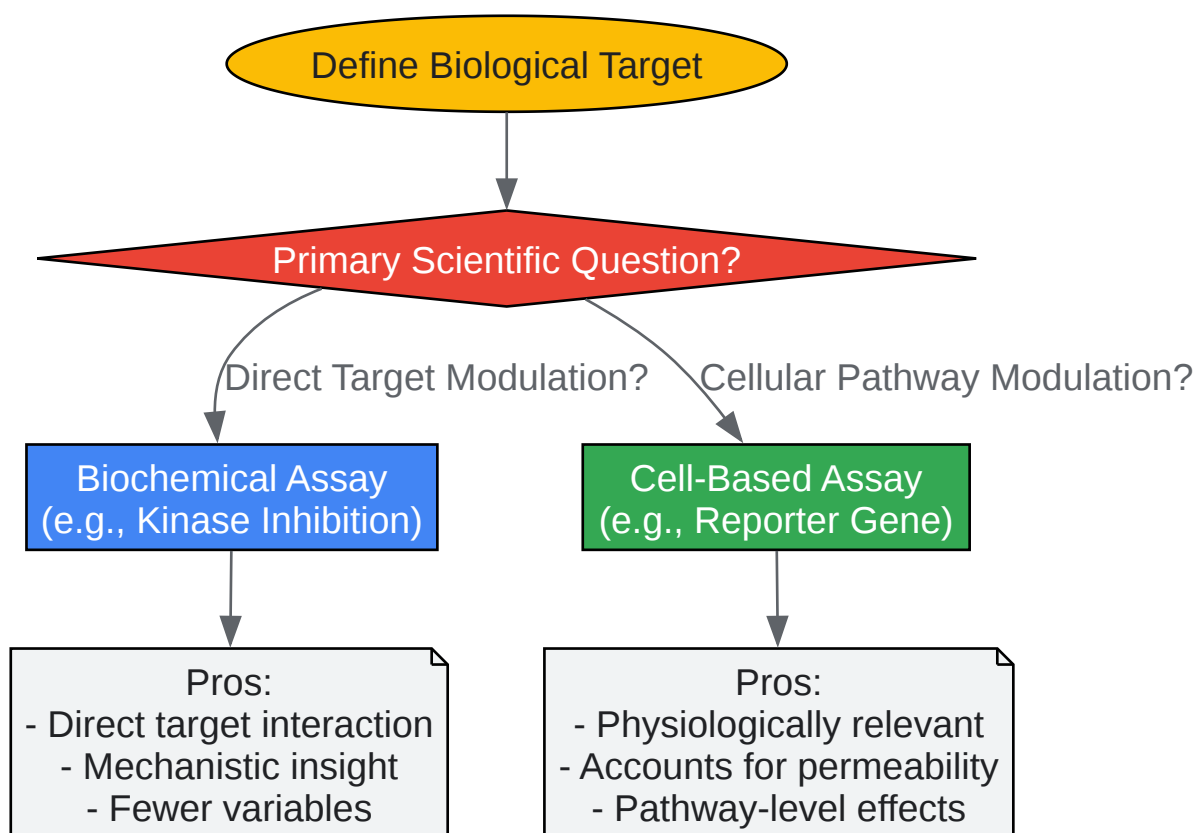 Define Biological Target
Primary Scientific Question?
Direct Target Modulation?
Cellular Pathway Modulation?
Biochemical Assay
(e.g., Kinase Inhibition)
Cell-Based Assay
(e.g., Reporter Gene)
Pros:
- Direct target interaction
- Mechanistic insight
- Fewer variables
Pros:
- Physiologically relevant
- Accounts for permeability
- Pathway-level effects